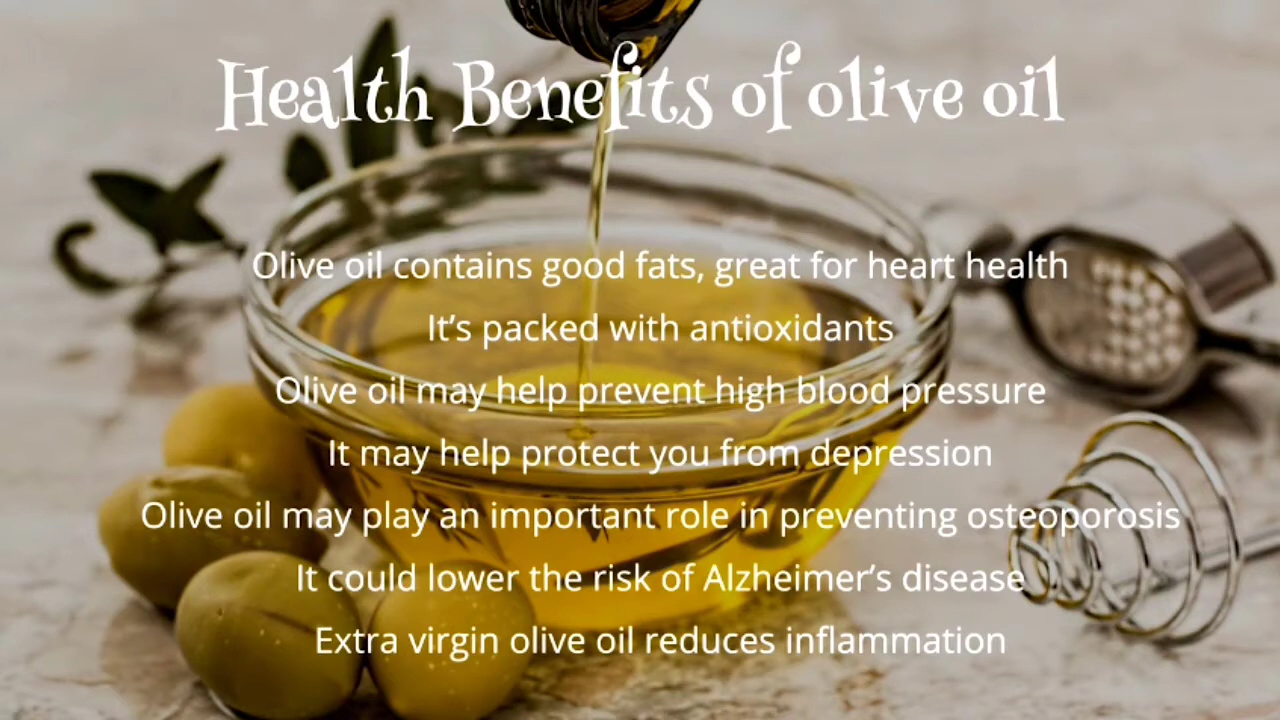 Health Benefits of olive oil
Olive oil contains good fats, great for heart health
It’s packed with antioxidants
Olive oil may help prevent high blood pressure
It may help protect you from depression
Olive oil may play an important role in preventing osteoporosis
It could lower the risk of Alzheimer’s disease
Extra virgin olive oil reduces inflammation